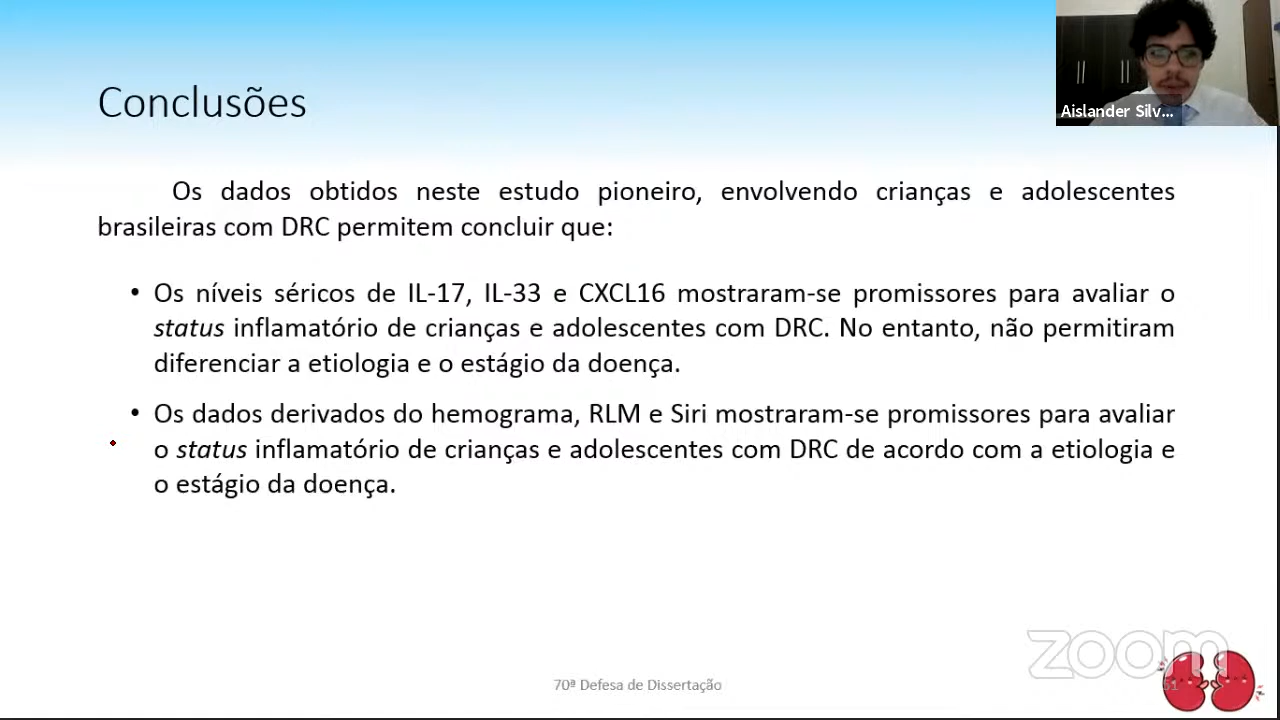 Conclusões
Aislander Silv...
Os dados obtidos neste estudo pioneiro, envolvendo crianças e adolescentes
brasileiras com DRC permitem concluir que:
• Os níveis séricos de IL-17, IL-33 e CXCL16 mostraram-se promissores para avaliar o
status inflamatório de crianças e adolescentes com DRC. No entanto, não permitiram
diferenciar a etiologia e o estágio da doença.
• Os dados derivados do hemograma, RLM e Siri mostraram-se promissores para avaliar
o status inflamatório de crianças e adolescentes com DRC de acordo com a etiologia e
o estágio da doença.
zoom
70ª Defesa de Dissertação
51